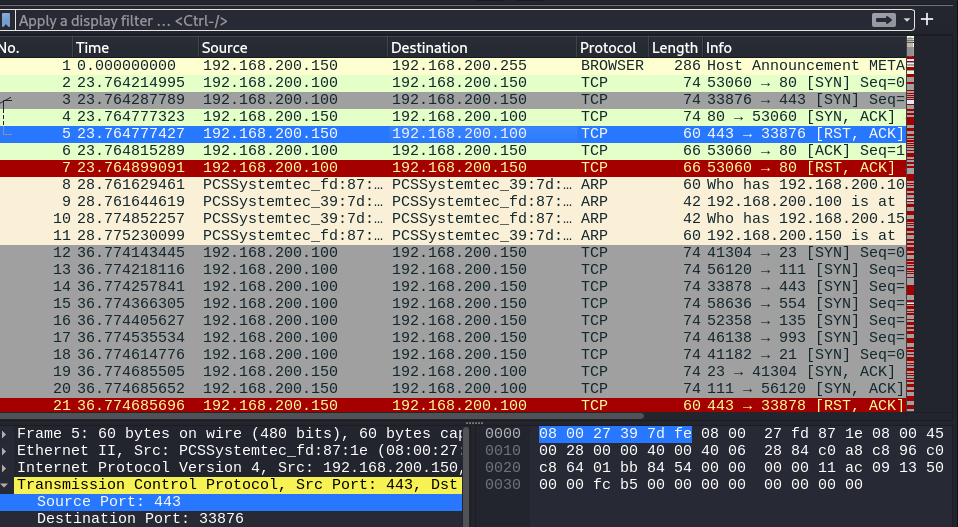 Apply a display filter … <Ctrl-/>
No. Time Source Destination Protocol Length Info
1 0.000000000 192.168.200.150 192.168.200.255 BROWSER 286 Host Announcement META
2 23.764214995 192.168.200.100 192.168.200.150 TCP 74 53060 → 80 [SYN] Seq=0
3 23.764287789 192.168.200.100 192.168.200.150 TCP 74 33876 → 443 [SYN] Seq=
4 23.764777323 192.168.200.150 192.168.200.100 TCP 74 80 → 53060 [SYN, ACK]
5 23.764777427 192.168.200.150 192.168.200.100 TCP 60 443 → 33876 [RST, ACK]
6 23.764815289 192.168.200.100 192.168.200.150 TCP 66 53060 → 80 [ACK] Seq=1
7 23.764899091 192.168.200.100 192.168.200.150 TCP 66 53060 → 80 [RST, ACK]
8 28.761629461 PCSSystemtec_fd:87:… PCSSystemtec_39:7d:… ARP 60 Who has 192.168.200.10
9 28.761644619 PCSSystemtec_39:7d:… PCSSystemtec_fd:87:… ARP 42 192.168.200.100 is at
10 28.774852257 PCSSystemtec_39:7d:… PCSSystemtec_fd:87:… ARP 42 Who has 192.168.200.15
11 28.775230099 PCSSystemtec_fd:87:… PCSSystemtec_39:7d:… ARP 60 192.168.200.150 is at
12 36.774143445 192.168.200.100 192.168.200.150 TCP 74 41304 → 23 [SYN] Seq=0
13 36.774218116 192.168.200.100 192.168.200.150 TCP 74 56120 → 111 [SYN] Seq=
14 36.774257841 192.168.200.100 192.168.200.150 TCP 74 33878 → 443 [SYN] Seq=
15 36.774366305 192.168.200.100 192.168.200.150 TCP 74 58636 → 554 [SYN] Seq=
16 36.774405627 192.168.200.100 192.168.200.150 TCP 74 52358 → 135 [SYN] Seq=
17 36.774535534 192.168.200.100 192.168.200.150 TCP 74 46138 → 993 [SYN] Seq=
18 36.774614776 192.168.200.100 192.168.200.150 TCP 74 41182 → 21 [SYN] Seq=0
19 36.774685505 192.168.200.150 192.168.200.100 TCP 74 23 → 41304 [SYN, ACK]
20 36.774685652 192.168.200.150 192.168.200.100 TCP 74 111 → 56120 [SYN, ACK]
21 36.774685696 192.168.200.150 192.168.200.100 TCP 60 443 → 33878 [RST, ACK]
Frame 5: 60 bytes on wire (480 bits), 60 bytes cap
Ethernet II, Src: PCSSystemtec_fd:87:1e (08:00:27:
Internet Protocol Version 4, Src: 192.168.200.150,
Transmission Control Protocol, Src Port: 443, Dst
Source Port: 443
Destination Port: 33876
0000 08 00 27 39 7d fe 08 00 27 fd 87 1e 08 00 45
0010 00 28 00 00 40 00 40 06 28 84 c0 a8 c8 96 c0
0020 c8 64 01 bb 84 54 00 00 00 00 11 ac 09 13 50
0030 00 00 fc b5 00 00 00 00 00 00 00 00